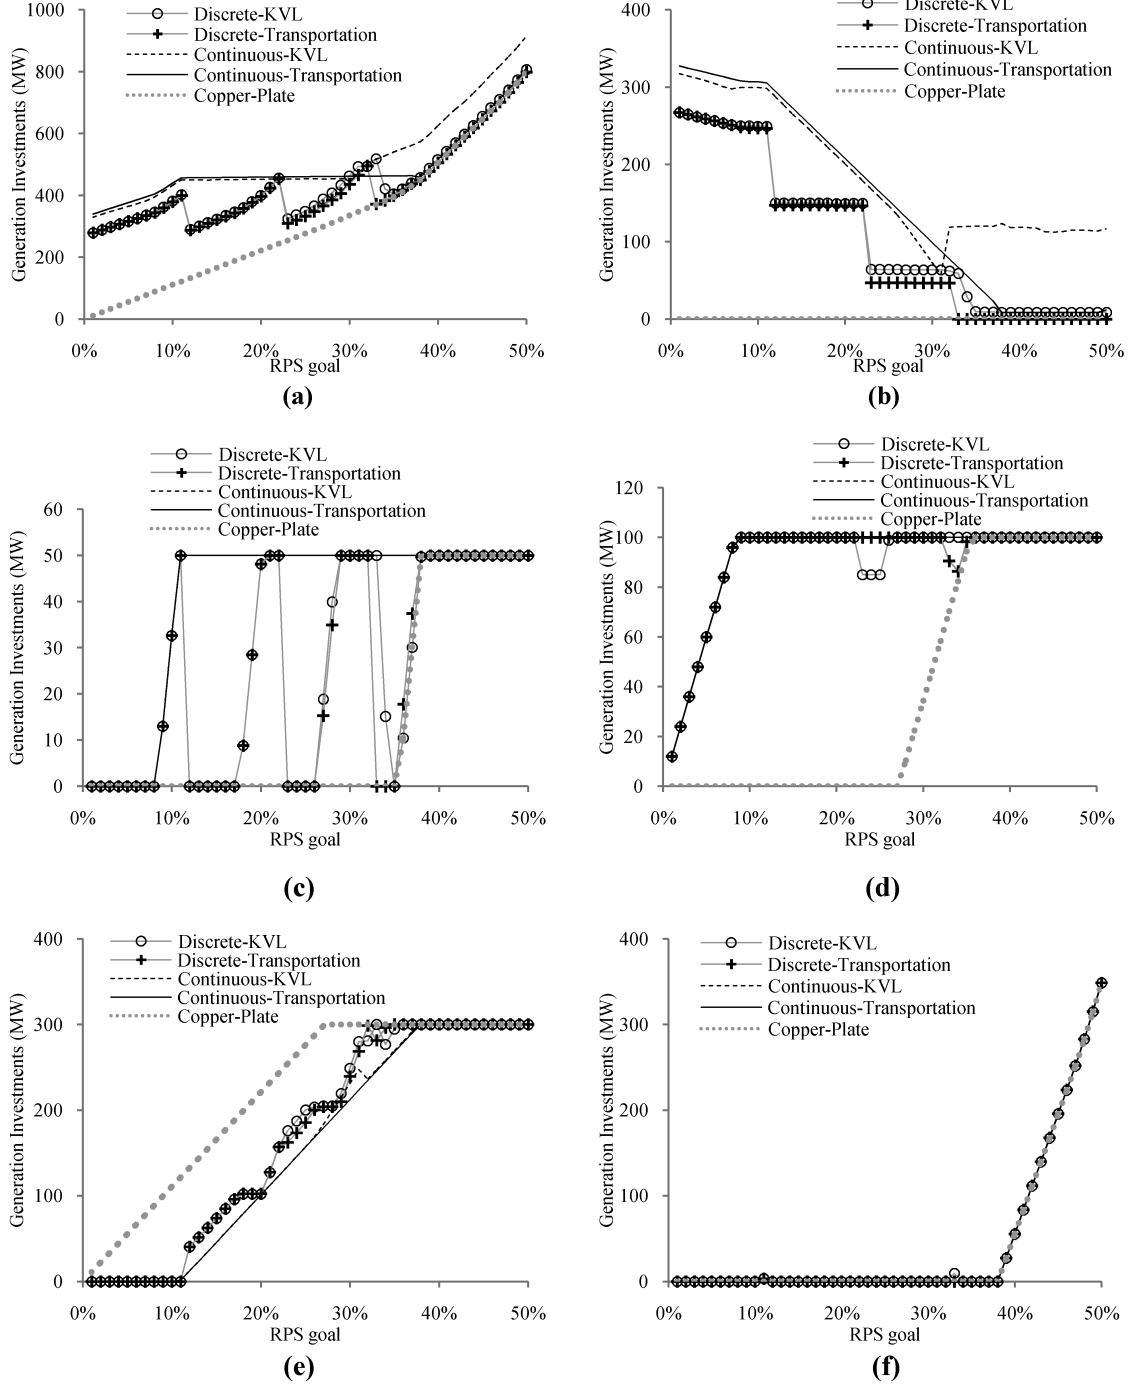 1000
800
600
400
200
0
Generation Investments (MW)
Discrete-KVL
Discrete-Transportation
Continuous-KVL
Continuous-Transportation
Copper-Plate
0% 10% 20% 30% 40% 50%
RPS goal
(a)
400
300
200
100
0
Generation Investments (MW)
Discrete-KVL
Discrete-Transportation
Continuous-KVL
Continuous-Transportation
Copper-Plate
0% 10% 20% 30% 40% 50%
RPS goal
(b)
Discrete-KVL
Discrete-Transportation
Continuous-KVL
Continuous-Transportation
Copper-Plate
60
50
40
30
20
10
0
Generation Investments (MW)
0% 10% 20% 30% 40% 50%
RPS goal
(c)
Discrete-KVL
Discrete-Transportation
Continuous-KVL
Continuous-Transportation
Copper-Plate
120
100
80
60
40
20
0
Generation Investments (MW)
0% 10% 20% 30% 40% 50%
RPS goal
(d)
400
300
200
100
0
Generation Investments (MW)
Discrete-KVL
Discrete-Transportation
Continuous-KVL
Continuous-Transportation
Copper-Plate
0% 10% 20% 30% 40% 50%
RPS goal
(e)
400
300
200
100
0
Generation Investments (MW)
Discrete-KVL
Discrete-Transportation
Continuous-KVL
Continuous-Transportation
Copper-Plate
0% 10% 20% 30% 40% 50%
RPS goal
(f)